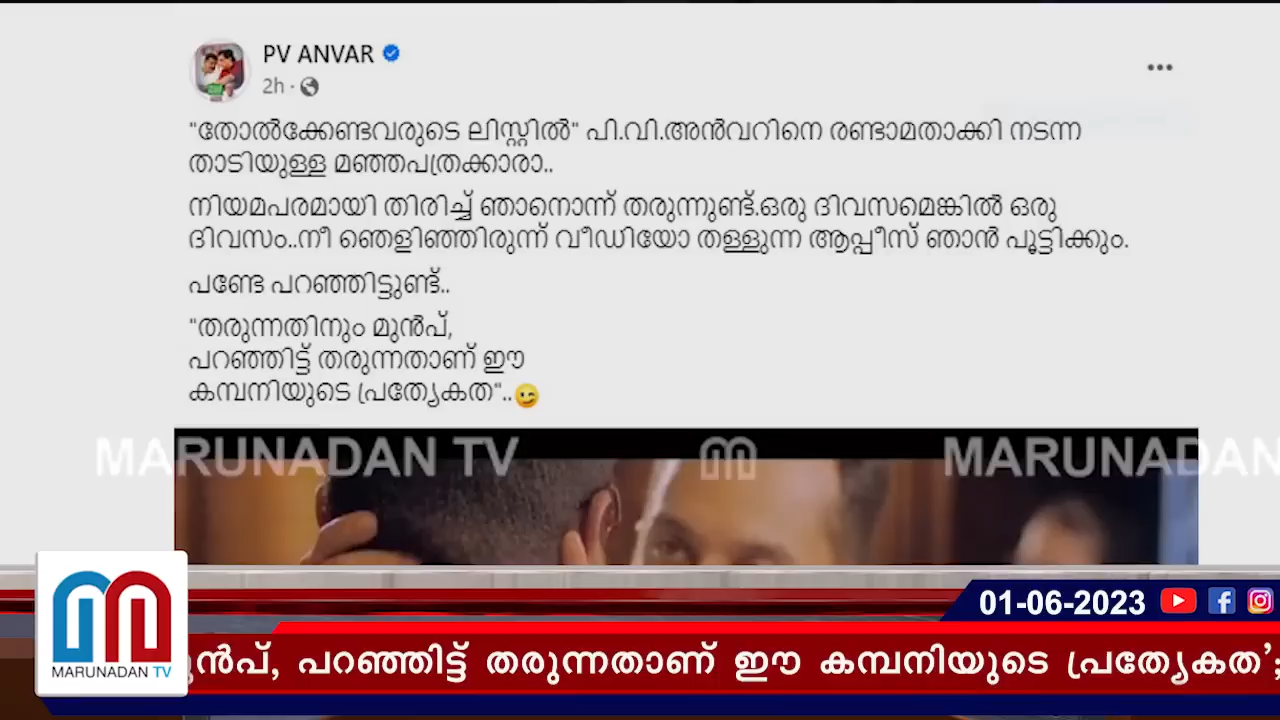 PV ANVAR
2h ·
"തോൽക്കേണ്ടവരുടെ ലിസ്റ്റിൽ" പി.വി.അൻവറിനെ രണ്ടാമതാക്കി നടന്ന
താടിയുള്ള മഞ്ഞപത്രക്കാരാ..
നിയമപരമായി തിരിച്ച് ഞാനൊന്ന് തരുന്നുണ്ട്.ഒരു ദിവസമെങ്കിൽ ഒരു
ദിവസം..നീ ഞെളിഞ്ഞിരുന്ന് വീഡിയോ തള്ളുന്ന ആപ്പീസ് ഞാൻ പൂട്ടിക്കും.
പണ്ടേ പറഞ്ഞിട്ടുണ്ട്..
"തരുന്നതിനും മുൻപ്,
പറഞ്ഞിട്ട് തരുന്നതാണ് ഈ
കമ്പനിയുടെ പ്രത്യേകത"..😉
MARUNADAN TV MARUNADAN
01-06-2023
MARUNADAN TV
പറഞ്ഞിട്ട് തരുന്നതാണ് ഈ കമ്പനിയുടെ പ്രത്യേകത';